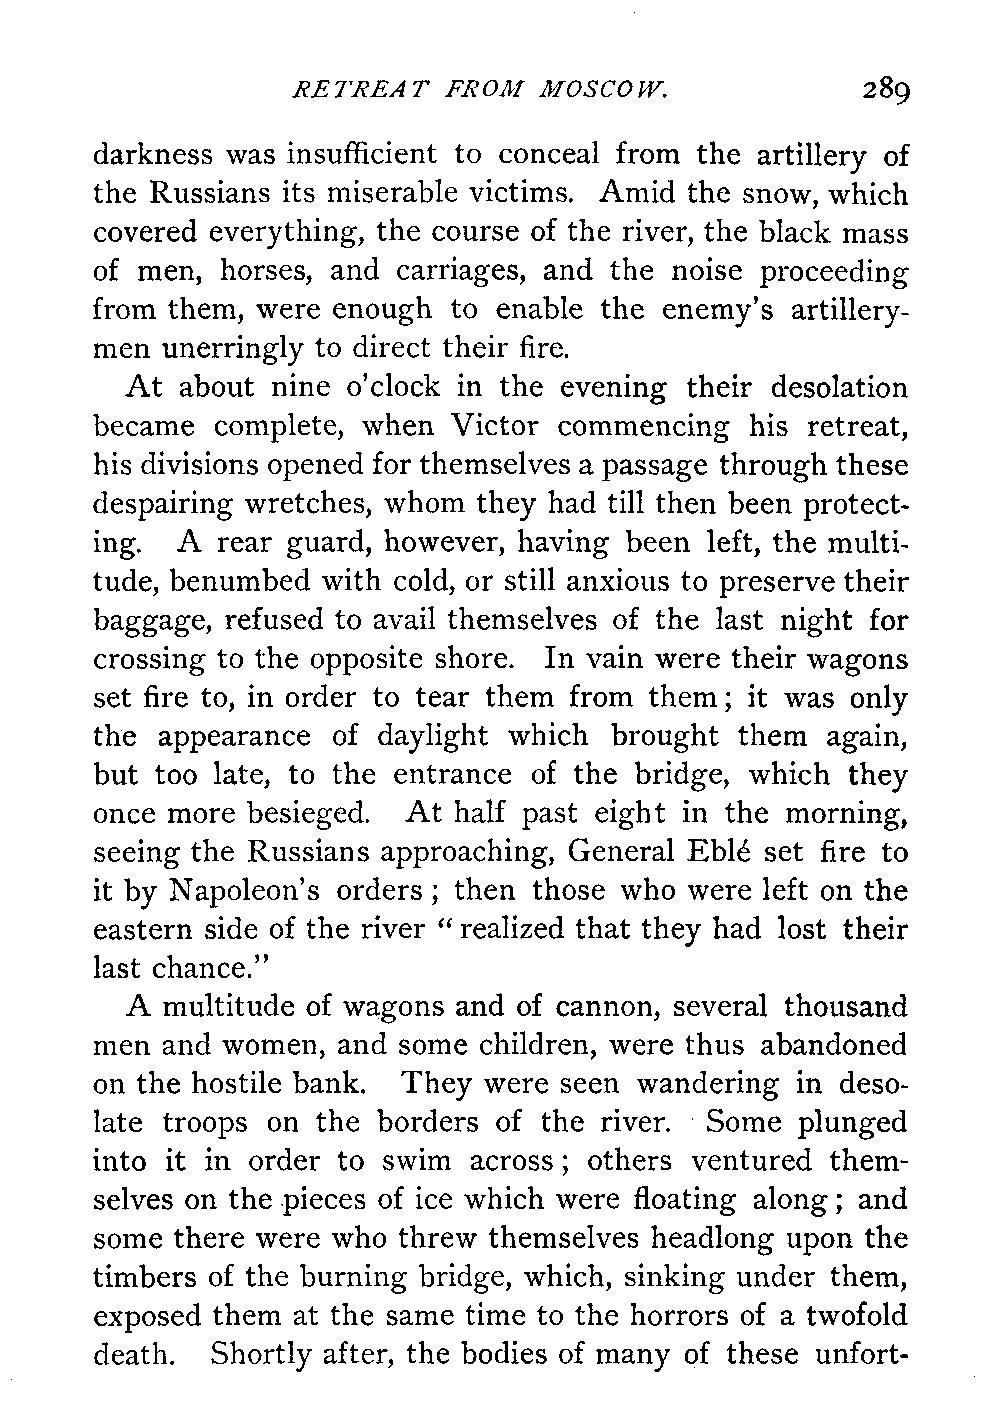 RETREAT FROM MOSCOW. 289
darkness was insufficient to conceal from the artillery of
the Russians its miserable victims. Amid the snow, which
covered everything, the course of the river, the black mass
of men, horses, and carriages, and the noise proceeding
from them, were enough to enable the enemy's artillery-
men unerringly to direct their fire.
At about nine o'clock in the evening their desolation
became complete, when Victor commencing his retreat,
his divisions opened for themselves a passage through these
despairing wretches, whom they had till then been protect-
ing. A rear guard, however, having been left, the multi-
tude, benumbed with cold, or still anxious to preserve their
baggage, refused to avail themselves of the last night for
crossing to the opposite shore. In vain were their wagons
set fire to, in order to tear them from them; it was only
the appearance of daylight which brought them again,
but too late, to the entrance of the bridge, which they
once more besieged. At half past eight in the morning,
seeing the Russians approaching, General Eblé set fire to
it by Napoleon's orders; then those who were left on the
eastern side of the river "realized that they had lost their
last chance."
A multitude of wagons and of cannon, several thousand
men and women, and some children, were thus abandoned
on the hostile bank. They were seen wandering in deso-
late troops on the borders of the river. Some plunged
into it in order to swim across; others ventured them-
selves on the pieces of ice which were floating along; and
some there were who threw themselves headlong upon the
timbers of the burning bridge, which, sinking under them,
exposed them at the same time to the horrors of a twofold
death. Shortly after, the bodies of many of these unfort-